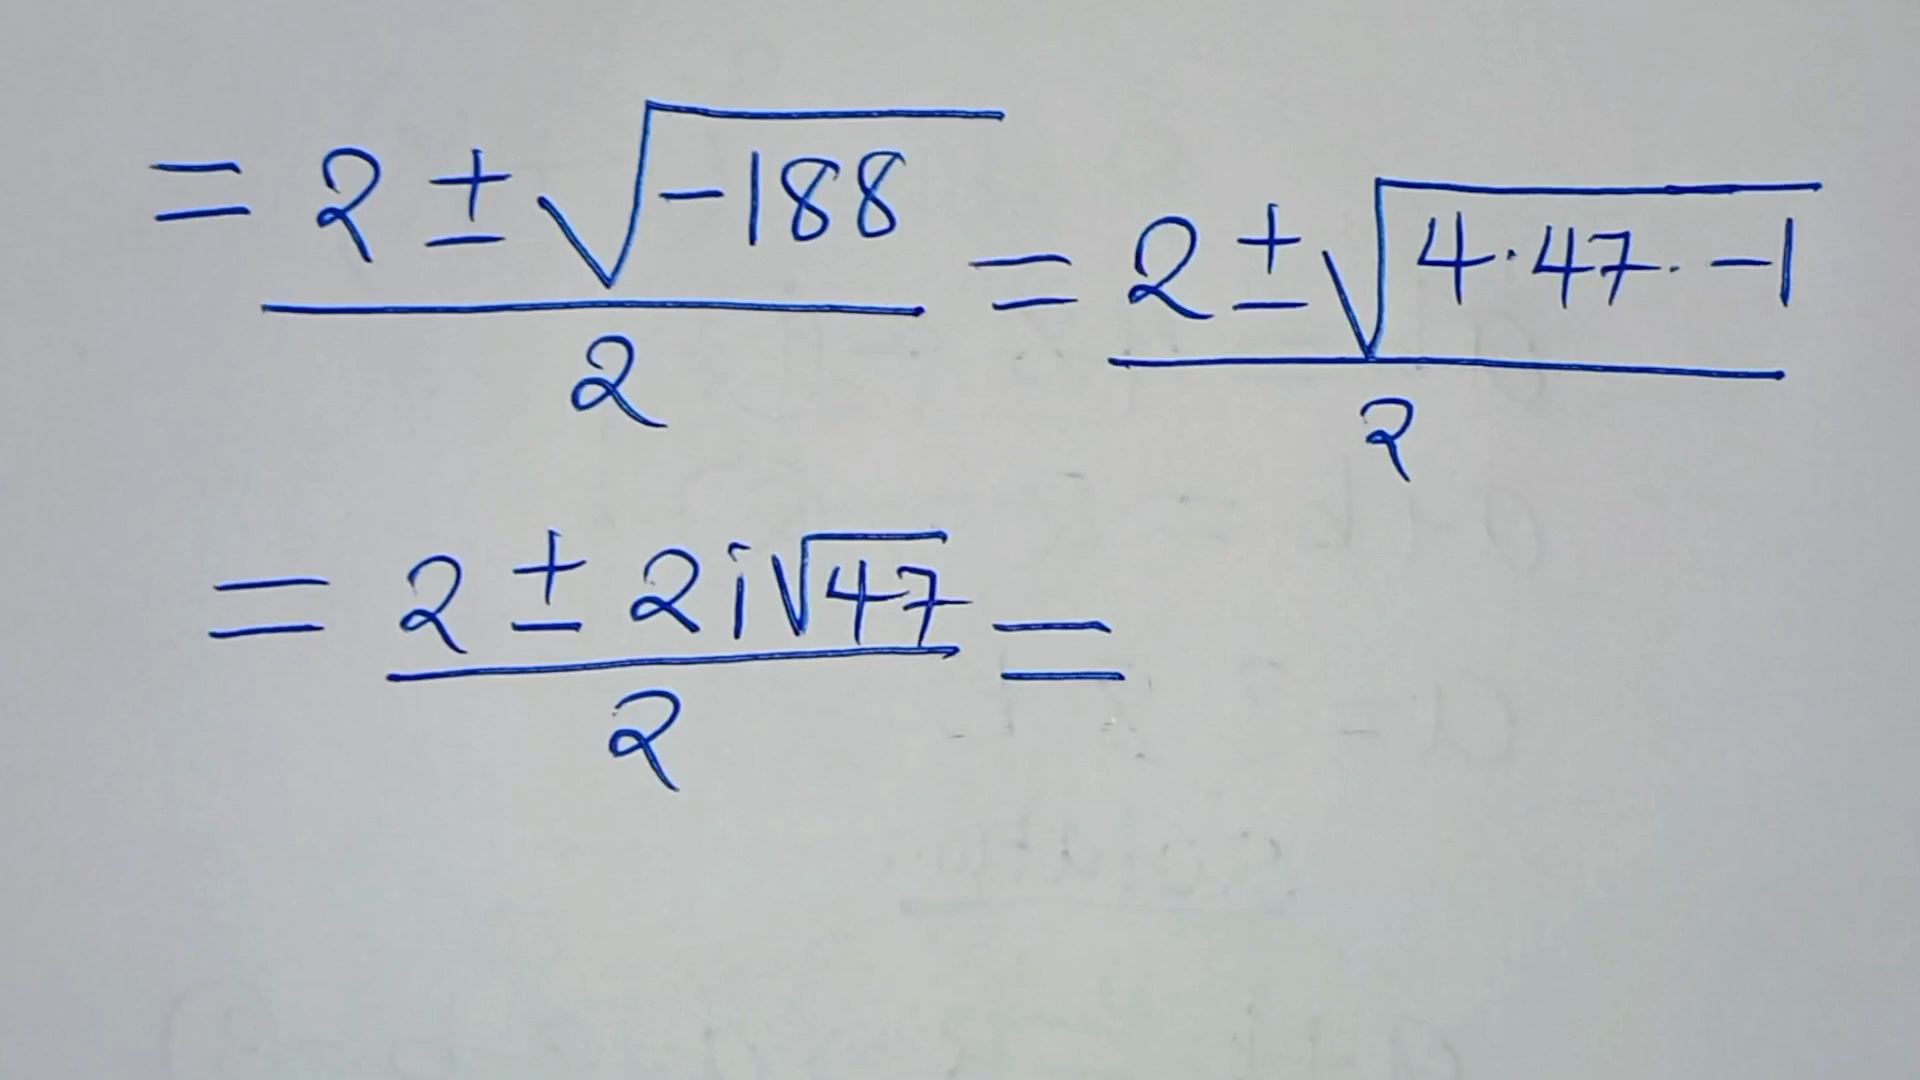 = (2 ± √(-188))/2 = (2 ± √(4·47·-1))/2
= (2 ± 2i√47)/2 =